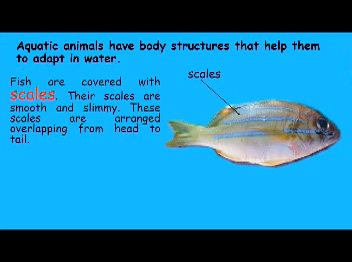 Aquatic animals have body structures that help them
to adapt in water.
scales
Fish are covered with
scales. Their scales are
smooth and slimmy. These
scales are arranged
overlapping from head to
tail.